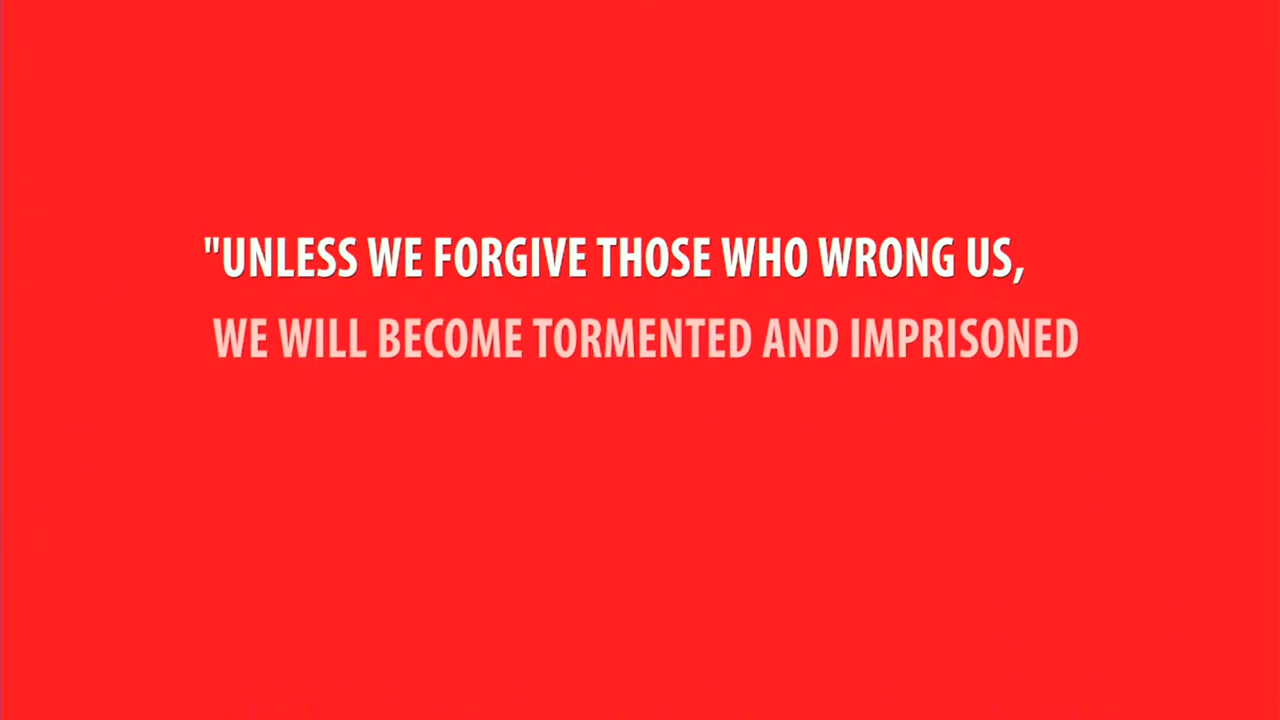 "UNLESS WE FORGIVE THOSE WHO WRONG US,
WE WILL BECOME TORMENTED AND IMPRISONED